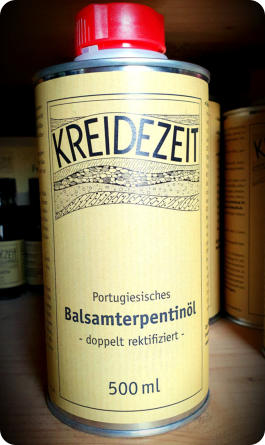 KREIDEZEIT
Portugiesisches
Balsamterpentinöl
- doppelt rektifiziert -
500 ml